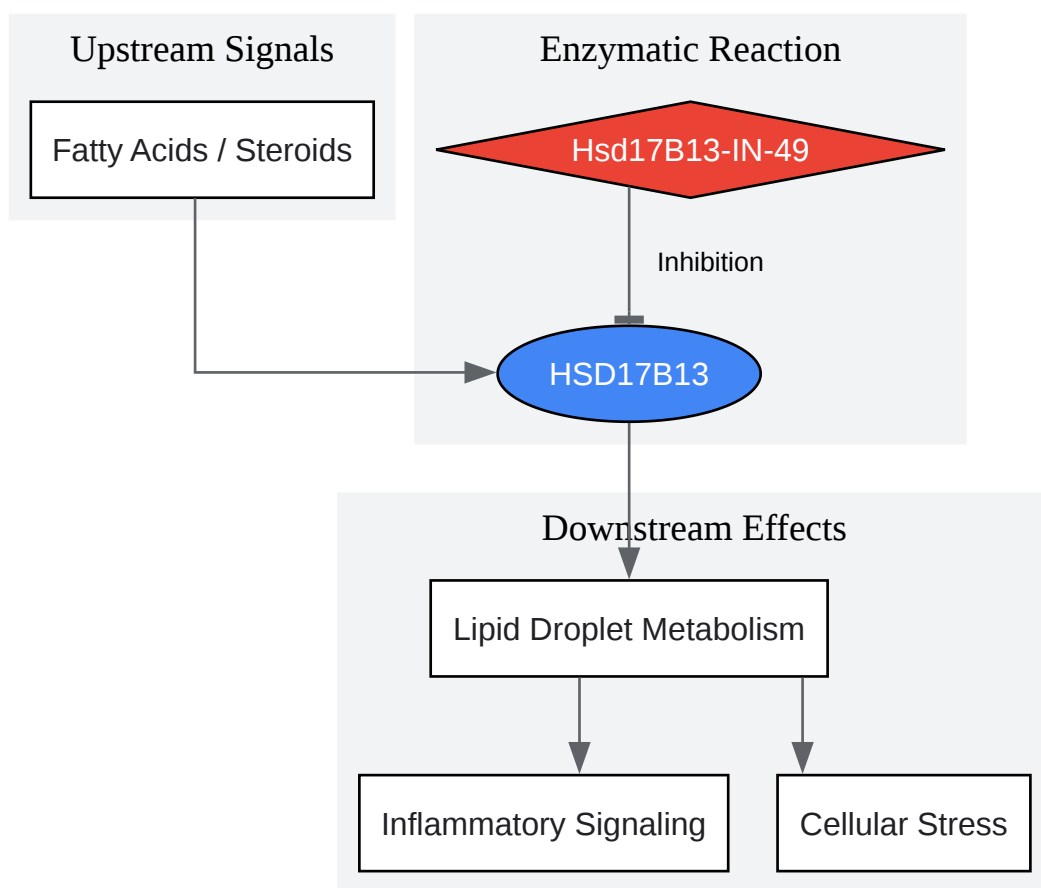 Upstream Signals
Enzymatic Reaction
Fatty Acids / Steroids
Hsd17B13-IN-49
Inhibition
HSD17B13
Downstream Effects
Lipid Droplet Metabolism
Inflammatory Signaling
Cellular Stress